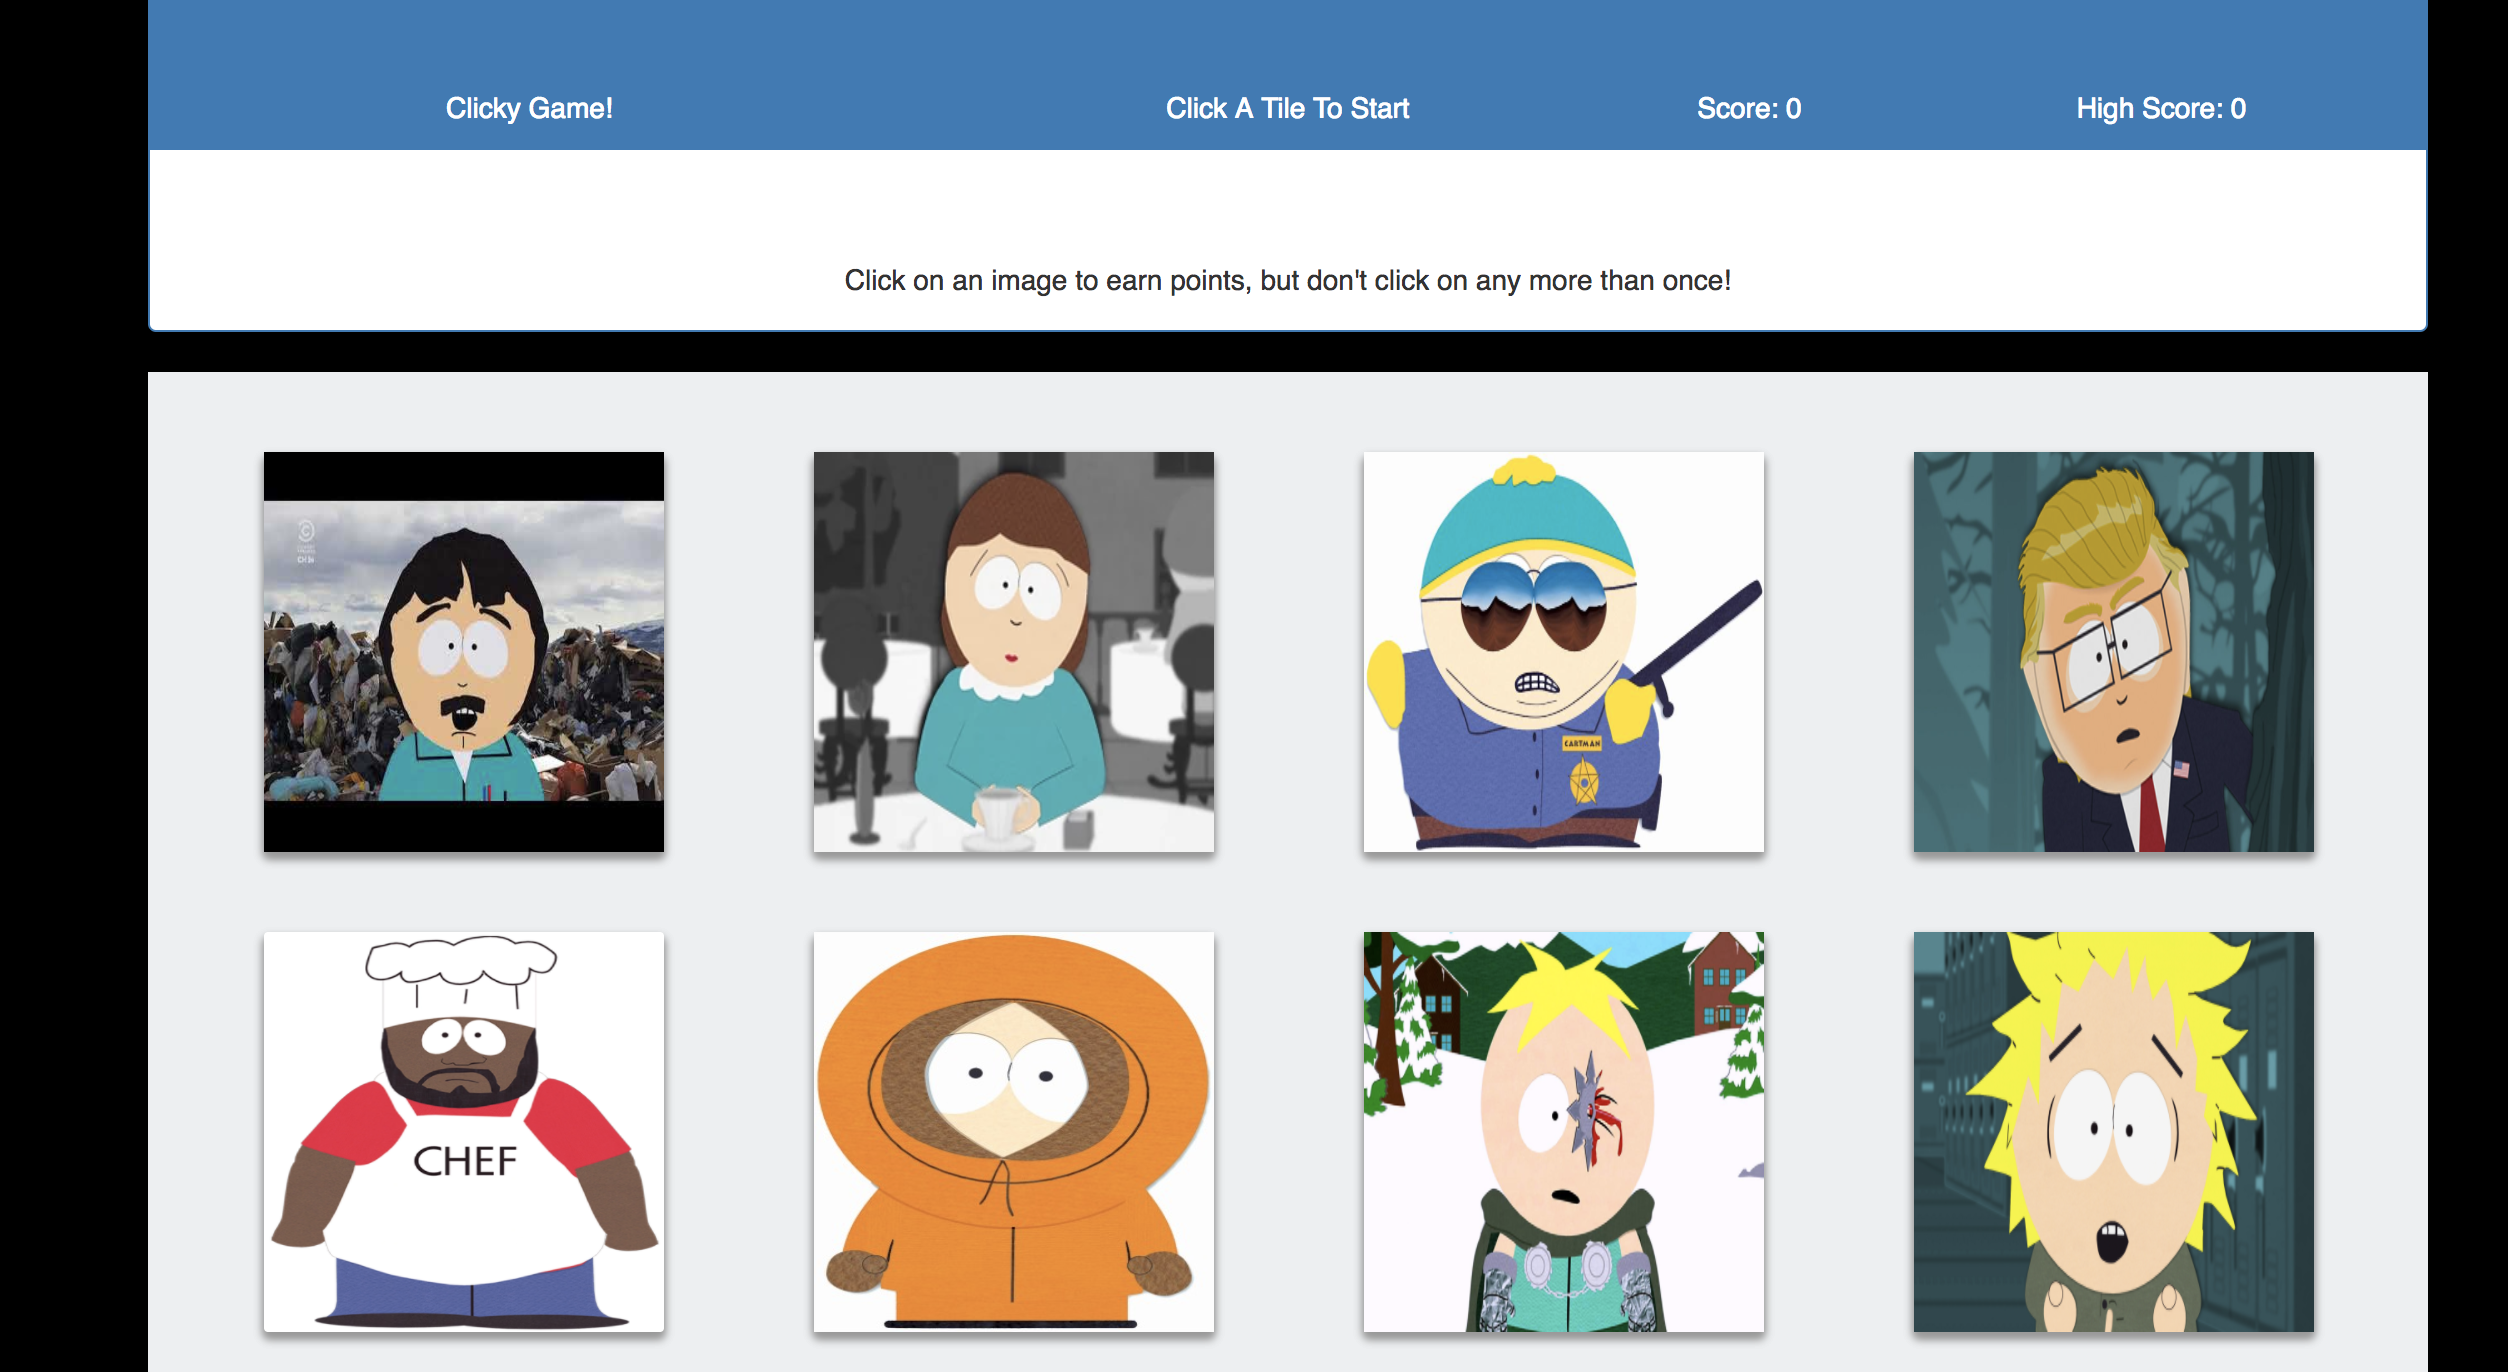 Clicky Game!
Click A Tile To Start
Score: 0
High Score: 0
Click on an image to earn points, but don't click on any more than once!
CARTMAN
CHEF